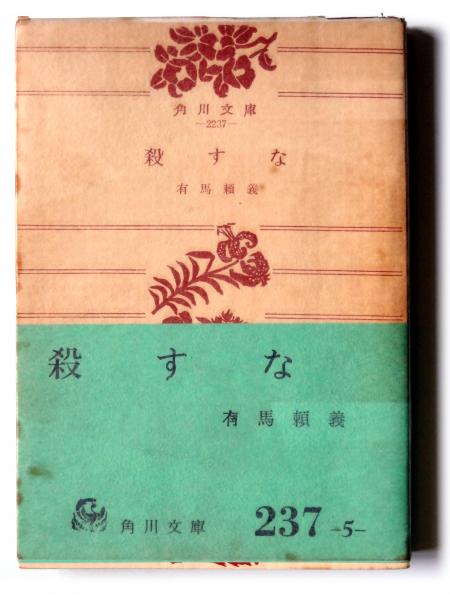 角川文庫
—2237—
殺すな
有馬頼義
殺すな
有馬頼義
角川文庫 237 -5-